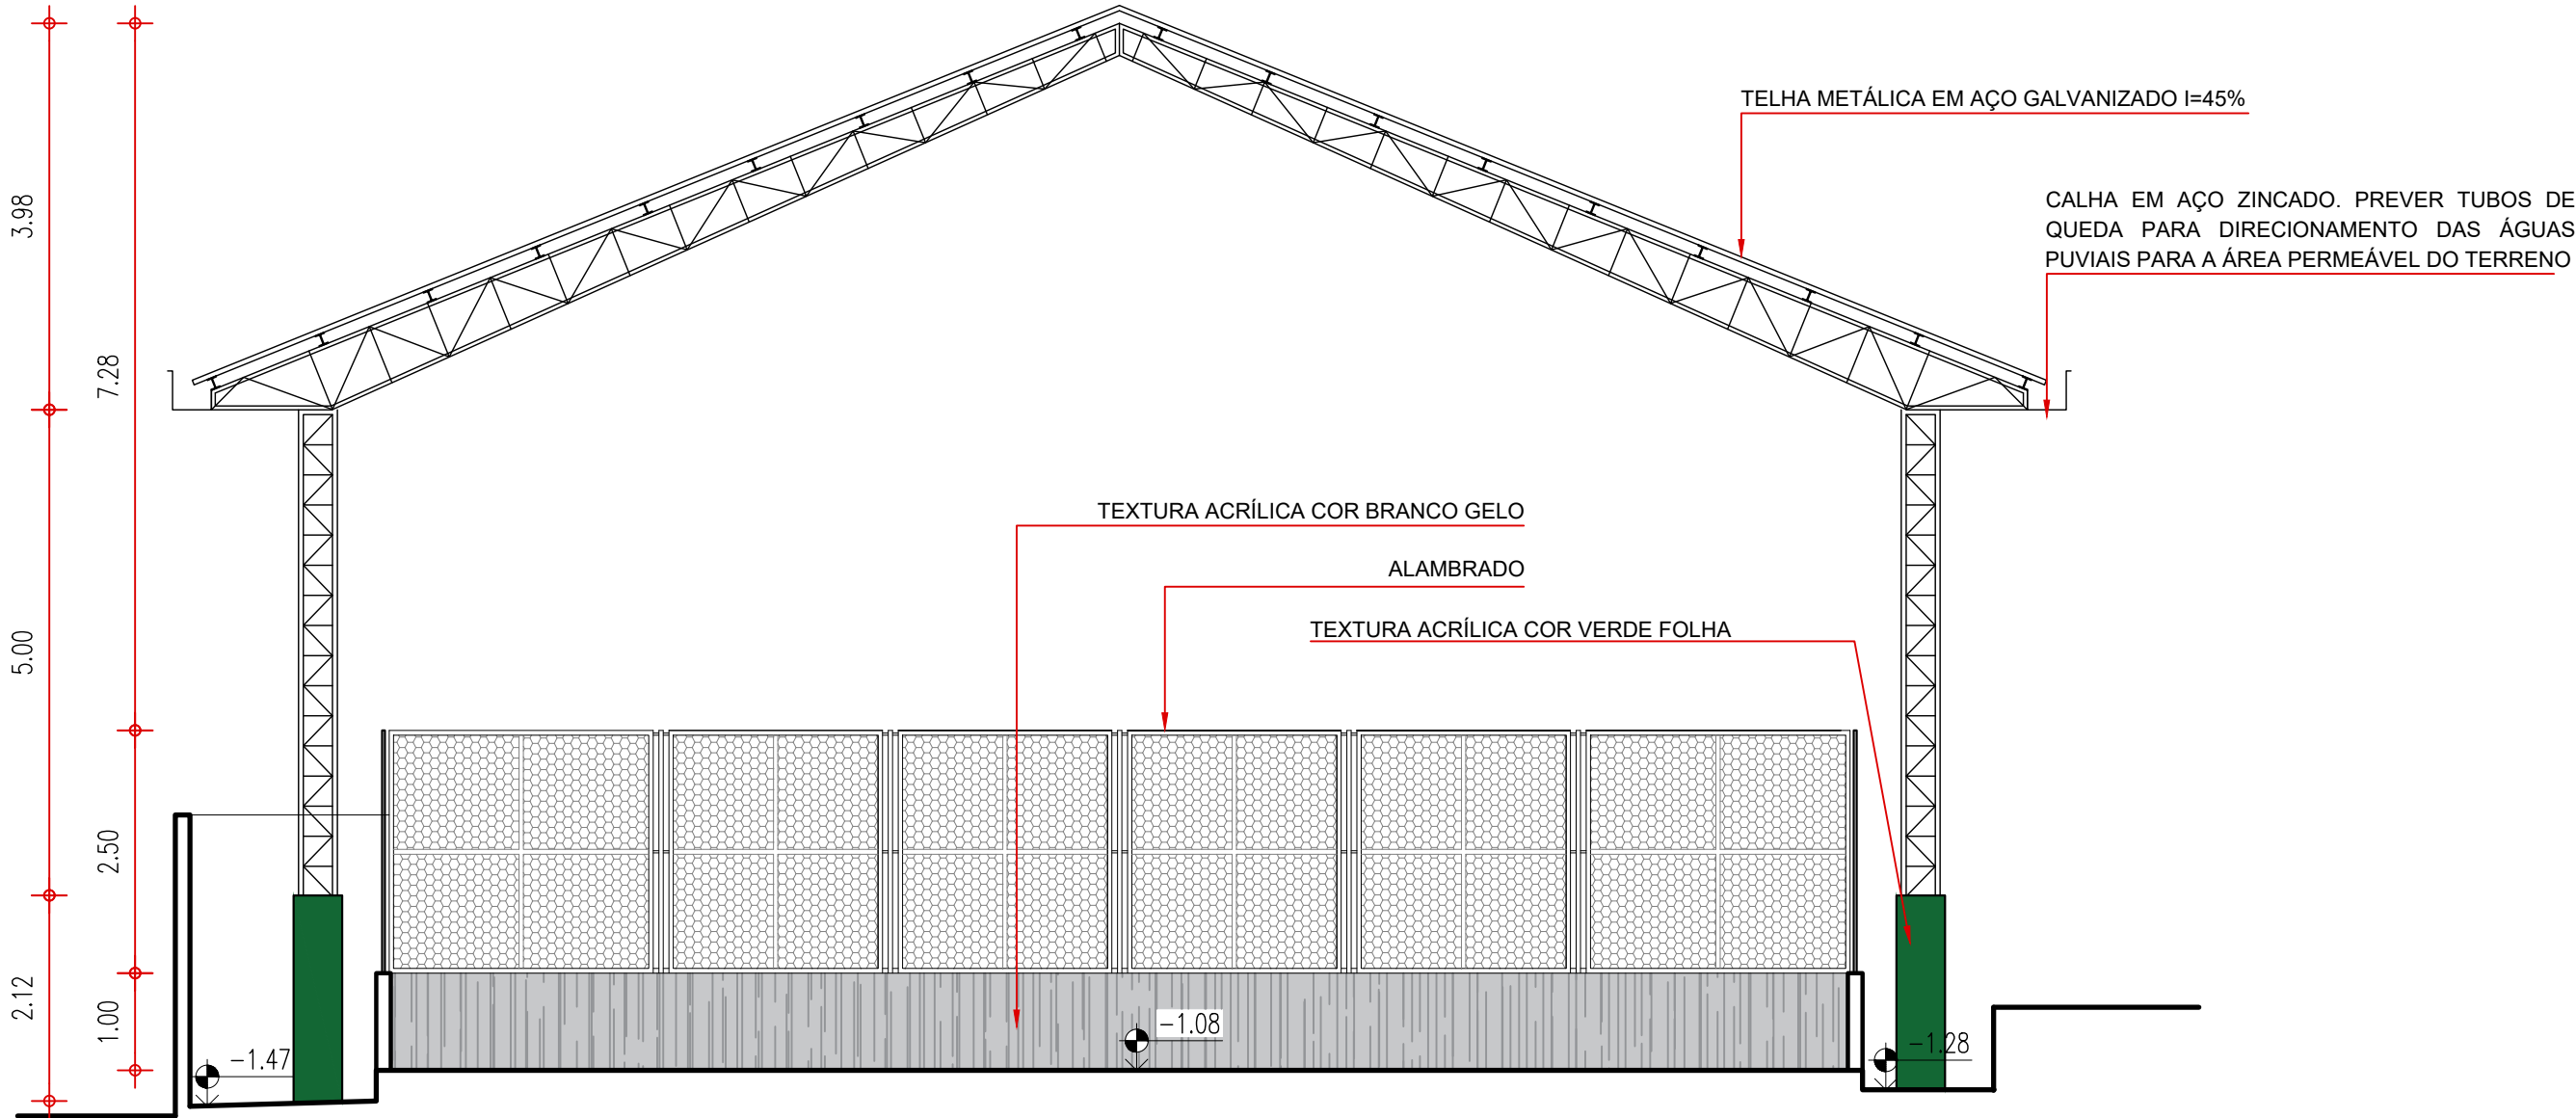 TELHA METÁLICA EM AÇO GALVANIZADO I=45%
CALHA EM AÇO ZINCADO. PREVER TUBOS DE
QUEDA PARA DIRECIONAMENTO DAS ÁGUAS
PUVIAIS PARA A ÁREA PERMEÁVEL DO TERRENO
3.98
7.28
TEXTURA ACRÍLICA COR BRANCO GELO
ALAMBRADO
TEXTURA ACRÍLICA COR VERDE FOLHA
5.00
2.50
2.12
1.00
-1.47
-1.08
-1.28